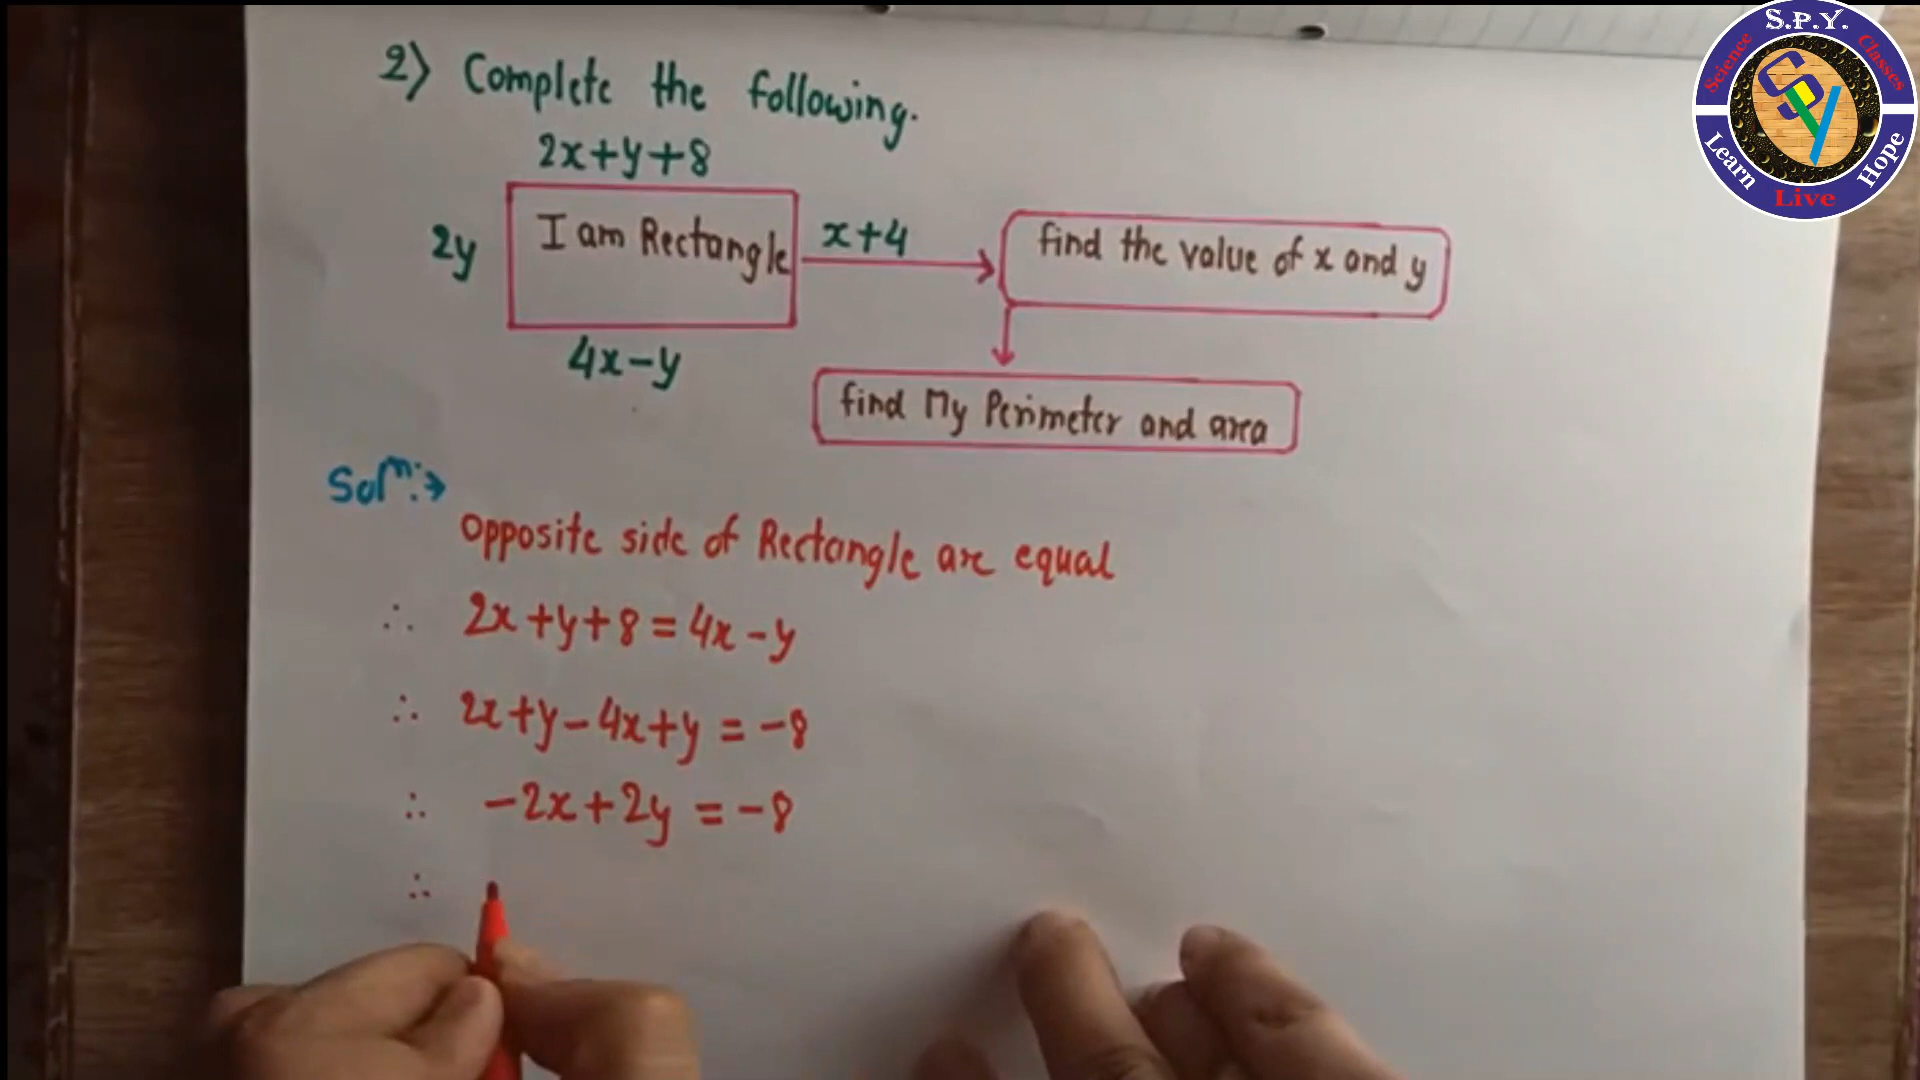 2) Complete the following.
2x+y+8
2y
I am Rectangle
x+4
find the value of x and y
4x-y
find My Perimeter and area
Solⁿ:→
Opposite side of Rectangle are equal
∴ 2x+y+8=4x-y
∴ 2x+y-4x+y=-8
∴ -2x+2y=-8
∴
S.P.Y.
Science
Classes
SPY
Learn
Live
Hope